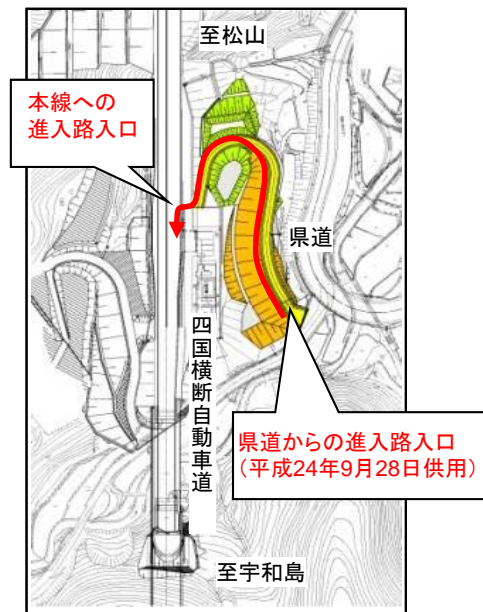 至松山
本線への
進入路入口
県道
四国横断自動車道
県道からの進入路入口
（平成24年9月28日供用）
至宇和島